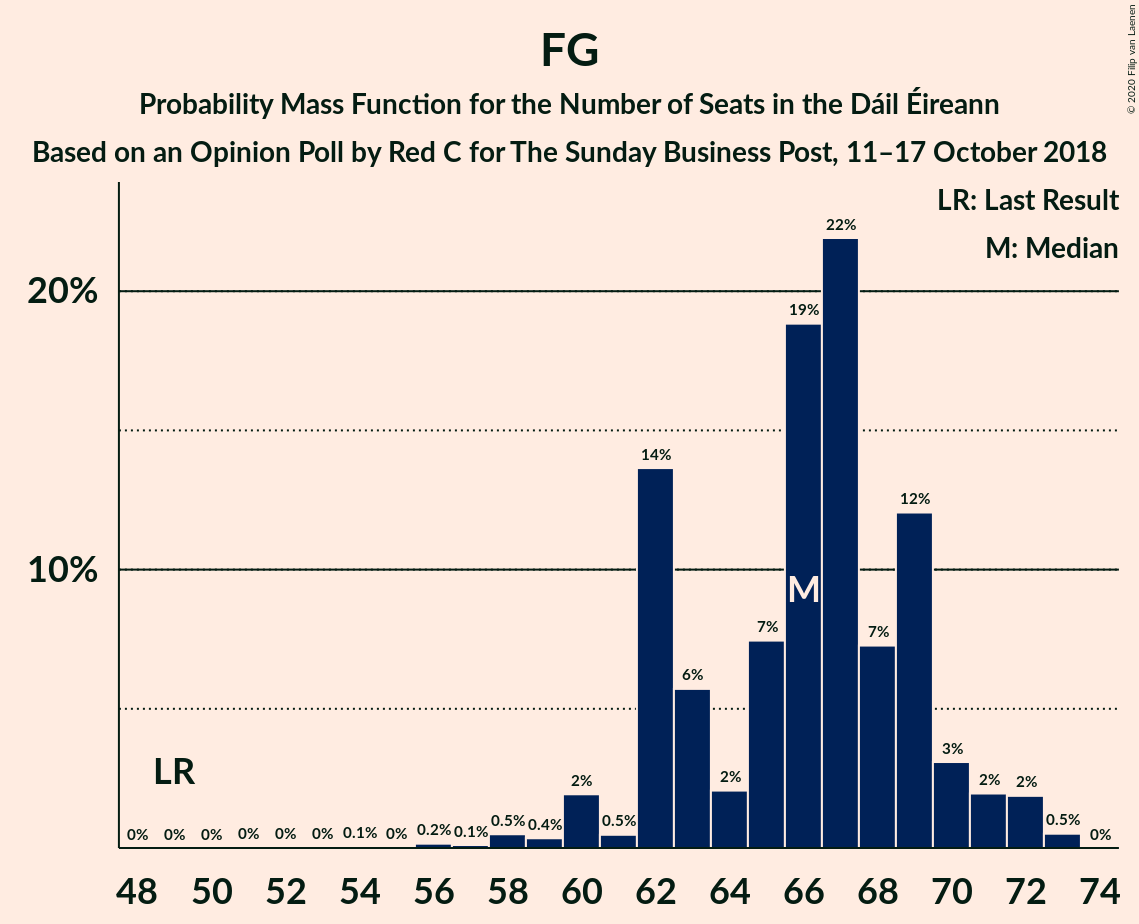 FG
Probability Mass Function for the Number of Seats in the Dáil Éireann
Based on an Opinion Poll by Red C for The Sunday Business Post, 11–17 October 2018
© 2020 Filip van Laenen
LR: Last Result
M: Median
20%
10%
22%
19%
14%
12%
7%
7%
6%
3%
2%
2%
2%
2%
0.5%
0% 0% 0% 0% 0% 0% 0.1% 0% 0.2% 0.1% 0.5% 0.4% 0.5% 0%
M
LR
48 50 52 54 56 58 60 62 64 66 68 70 72 74